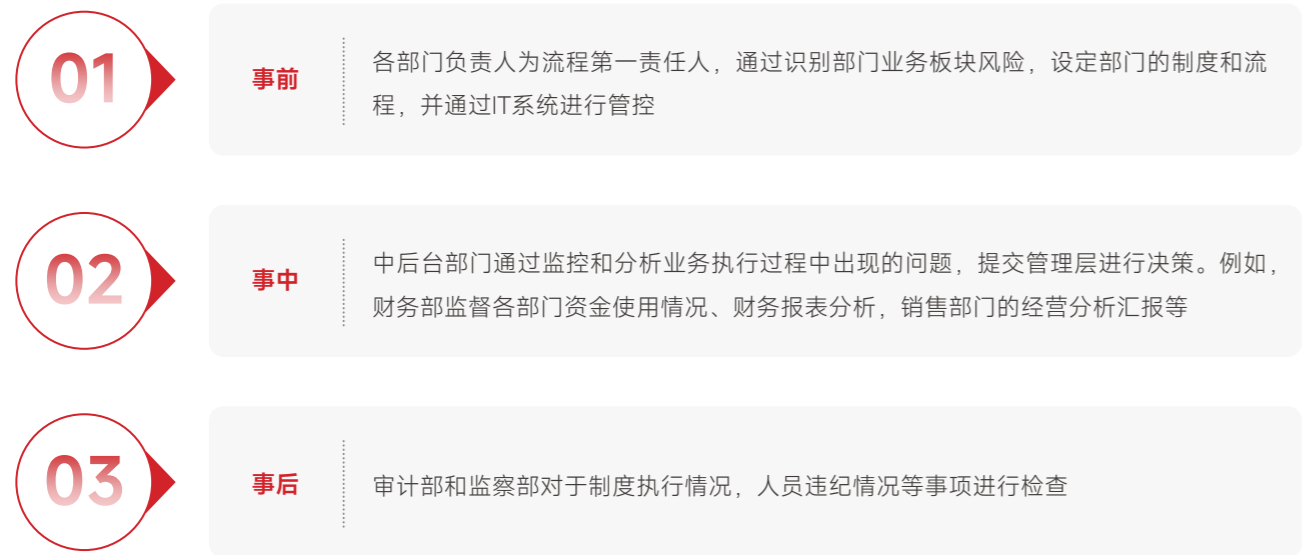 01
事前
各部门负责人为流程第一责任人，通过识别部门业务板块风险，设定部门的制度和流
程，并通过IT系统进行管控
02
事中
中后台部门通过监控和分析业务执行过程中出现的问题，提交管理层进行决策。例如，
财务部监督各部门资金使用情况、财务报表分析，销售部门的经营分析汇报等
03
事后
审计部和监察部对于制度执行情况，人员违纪情况等事项进行检查